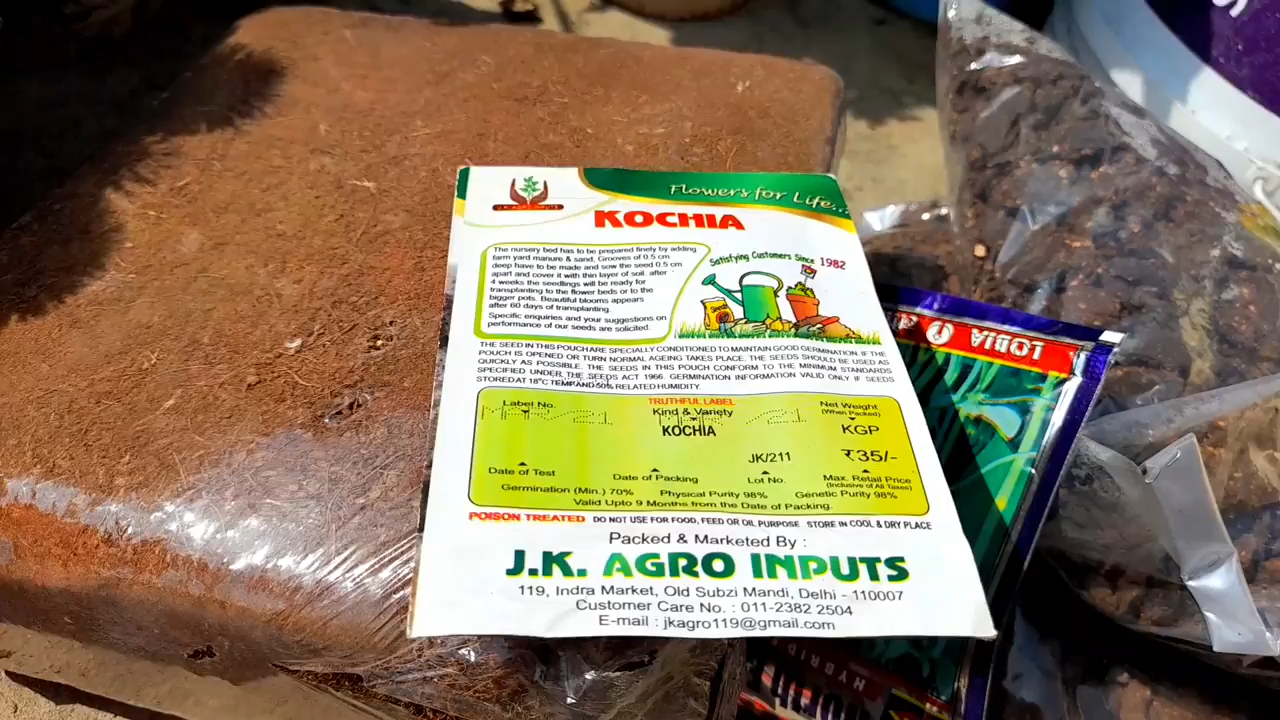 J.K. AGRO INPUTS
Flowers for Life...
KOCHIA
The nursery bed has to be prepared finely by adding
farm yard manure & sand. Grooves of 0.5 cm
deep have to be made and sow the seed 0.5 cm
apart and cover it with thin layer of soil. after
4 weeks the seedlings will be ready for
transplanting to the flower beds or to the
bigger pots. Beautiful blooms appears
after 60 days of transplanting.
Specific enquiries and your suggestions on
performance of our seeds are solicited.
Satisfying Customers Since 1982
THE SEED IN THIS POUCH ARE SPECIALLY CONDITIONED TO MAINTAIN GOOD GERMINATION. IF THE
POUCH IS OPENED OR TURN NORMAL AGEING TAKES PLACE. THE SEEDS SHOULD BE USED AS
QUICKLY AS POSSIBLE. THE SEEDS IN THIS POUCH CONFORM TO THE MINIMUM STANDARDS
SPECIFIED UNDER THE SEEDS ACT 1966. GERMINATION INFORMATION VALID ONLY IF SEEDS
STORED AT 18°C TEMP AND 50% RELATED HUMIDITY.
TRUTHFUL LABEL
Label No.
Kind & Variety
Net Weight
(When Packed)
MAR/21
MAR /21
KOCHIA
KGP
JK/211
₹35/-
Date of Test
Date of Packing
Lot No.
Max. Retail Price
(Inclusive of All Taxes)
Germination (Min.) 70% Physical Purity 98% Genetic Purity 98%
Valid Upto 9 Months from the Date of Packing.
POISON TREATED DO NOT USE FOR FOOD, FEED OR OIL PURPOSE STORE IN COOL & DRY PLACE
Packed & Marketed By :
J.K. AGRO INPUTS
119, Indra Market, Old Subzi Mandi, Delhi - 110007
Customer Care No. : 011-2382 2504
E-mail : jkagro119@gmail.com
LOBIA
HYBRID